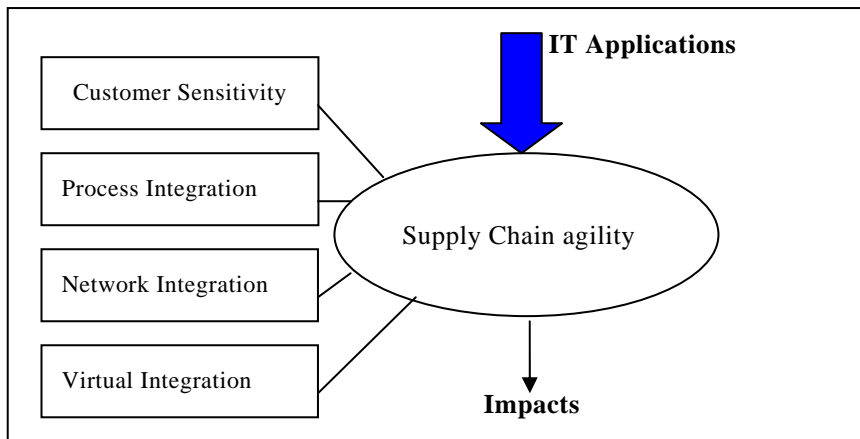 IT Applications
Customer Sensitivity
Process Integration
Supply Chain agility
Network Integration
Virtual Integration
Impacts